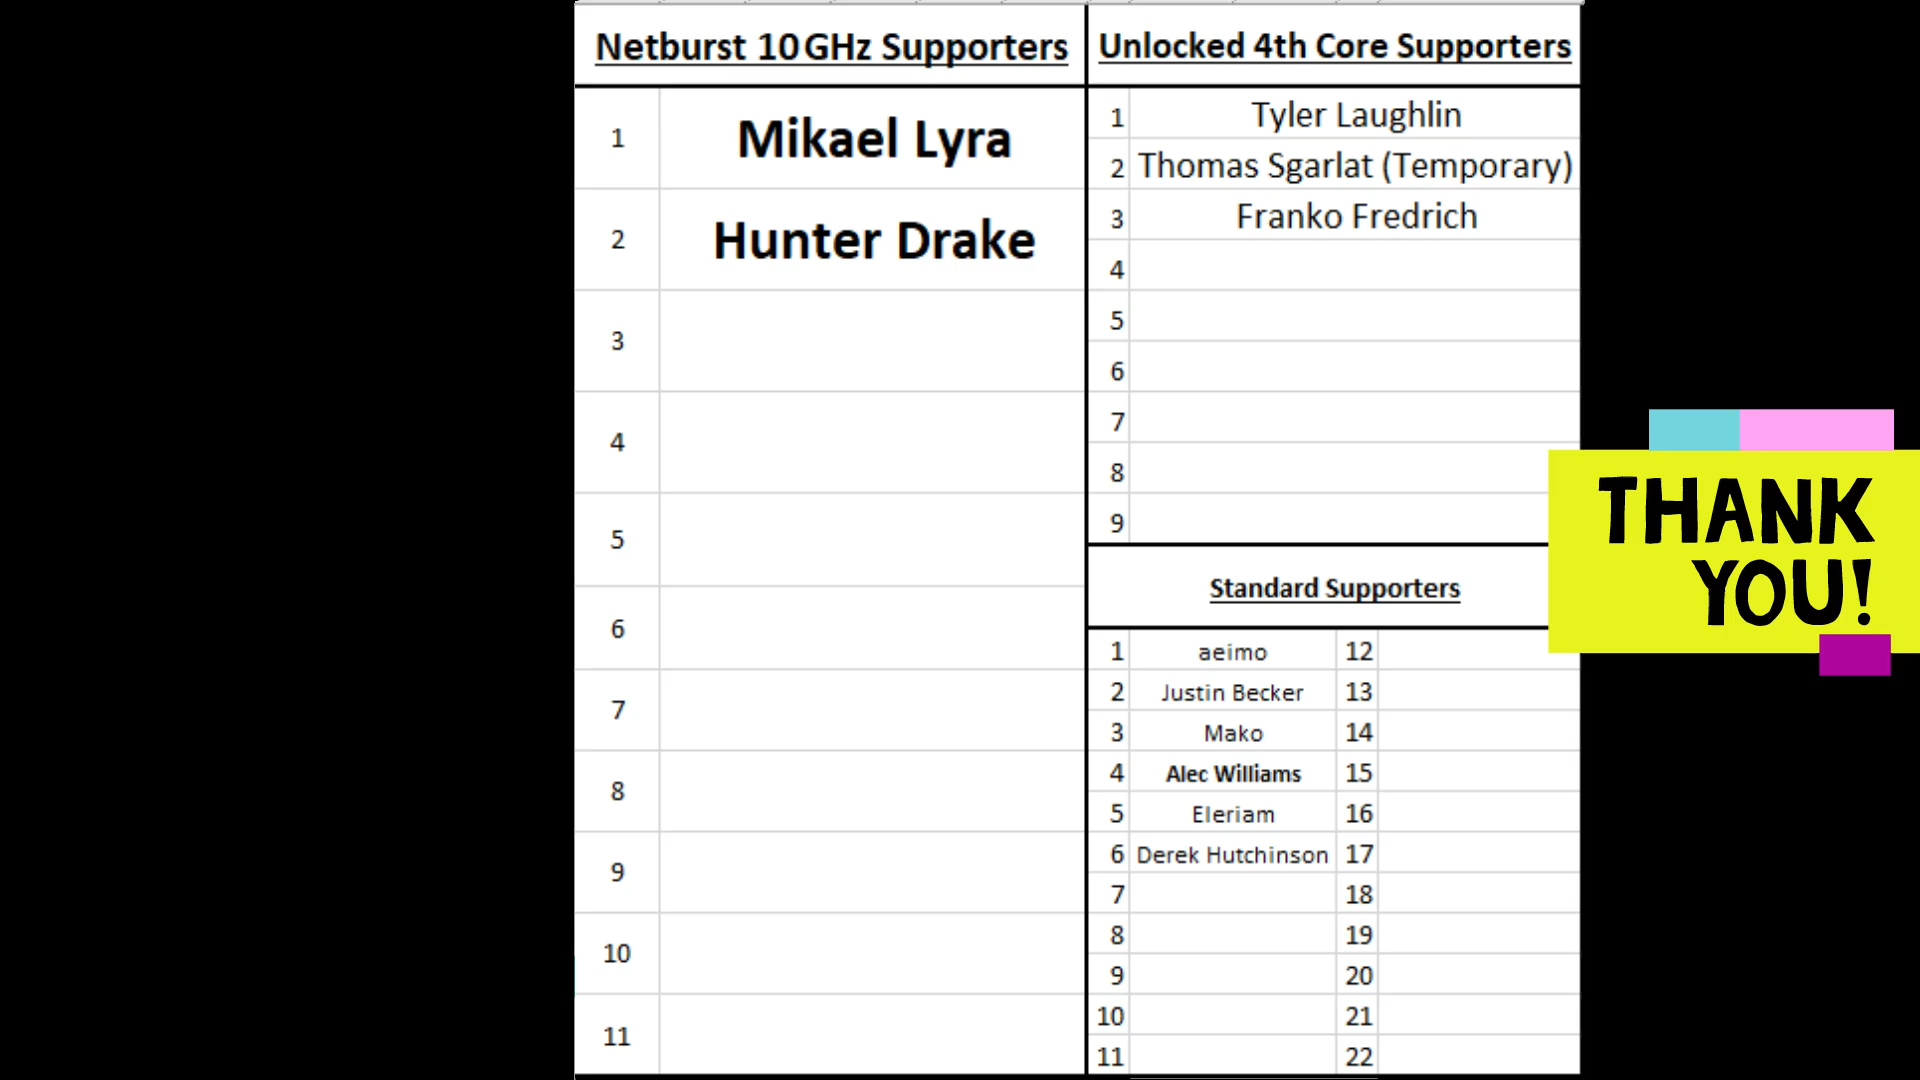 Netburst 10GHz Supporters
1 Mikael Lyra
2 Hunter Drake
3
4
5
6
7
8
9
10
11
Unlocked 4th Core Supporters
1 Tyler Laughlin
2 Thomas Sgarlat (Temporary)
3 Franko Fredrich
4
5
6
7
8
9
Standard Supporters
1 aeimo 12
2 Justin Becker 13
3 Mako 14
4 Alec Williams 15
5 Eleriam 16
6 Derek Hutchinson 17
7 18
8 19
9 20
10 21
11 22
THANK
YOU!